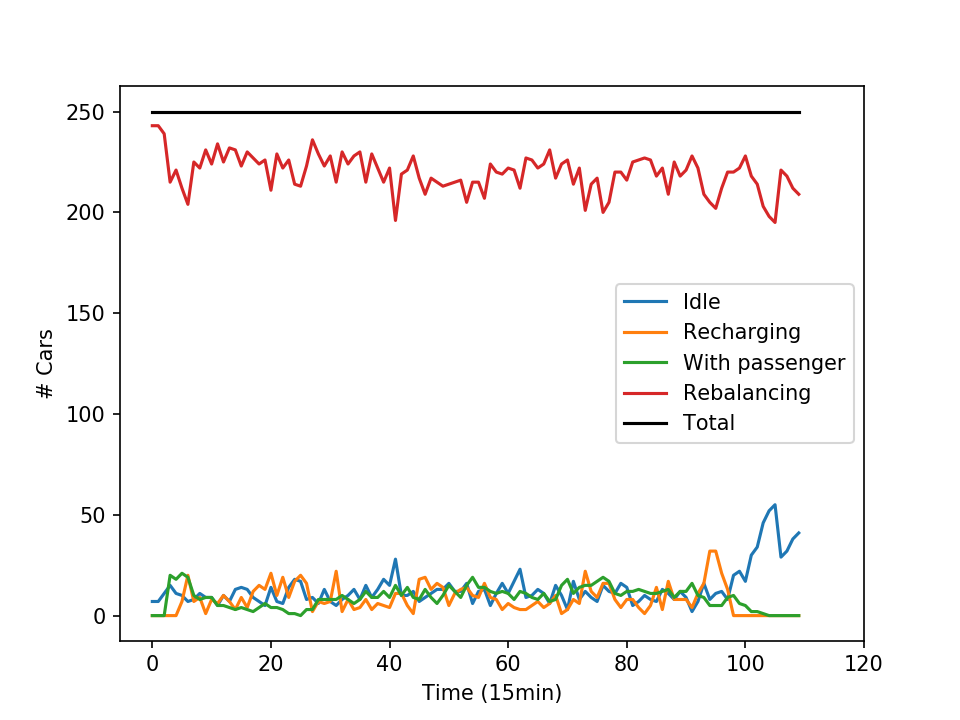 250
200
150
100
50
0
# Cars
Idle
Recharging
With passenger
Rebalancing
Total
0 20 40 60 80 100 120
Time (15min)